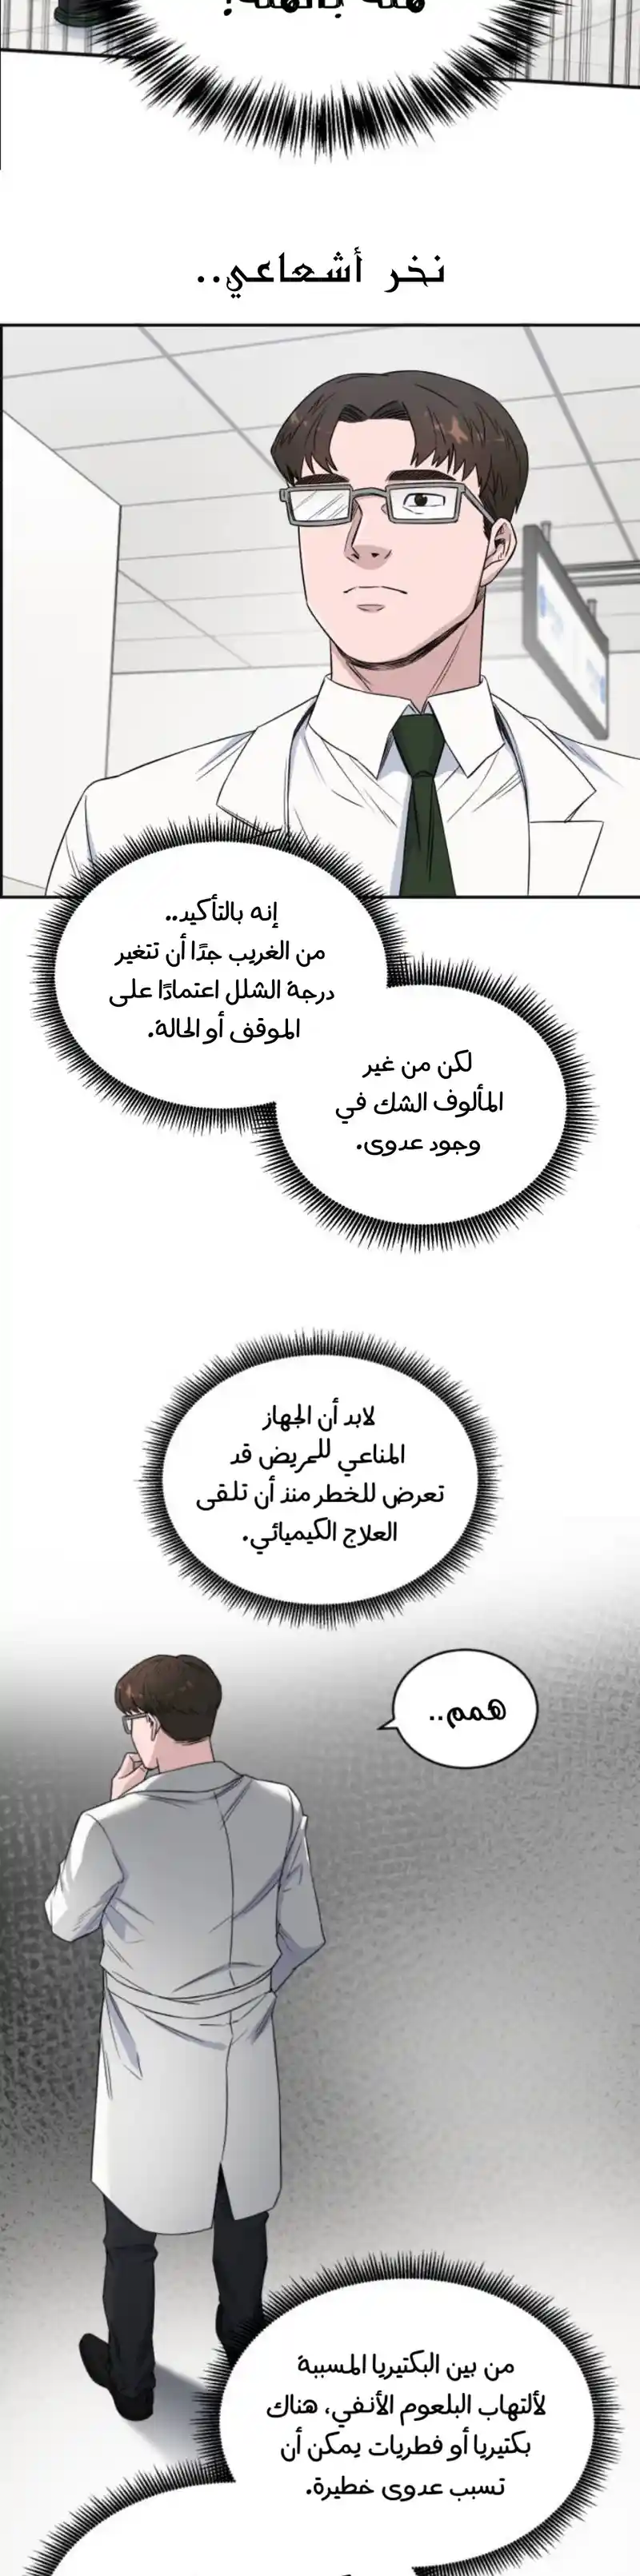 نخر أشعاعي..
إنه بالتأكيد..
من الغريب جدًا أن تتغير
درجة الشلل اعتمادًا على
الموقف أو الحالة.
لكن من غير
المألوف الشك في
وجود عدوى.
لابد أن الجهاز
المناعي للمريض قد
تعرض للخطر منذ أن تلقى
العلاج الكيميائي.
همم..
من بين البكتيريا المسببة
لألتهاب البلعوم الأنفي، هناك
بكتيريا أو فطريات يمكن أن
تسبب عدوى خطيرة.